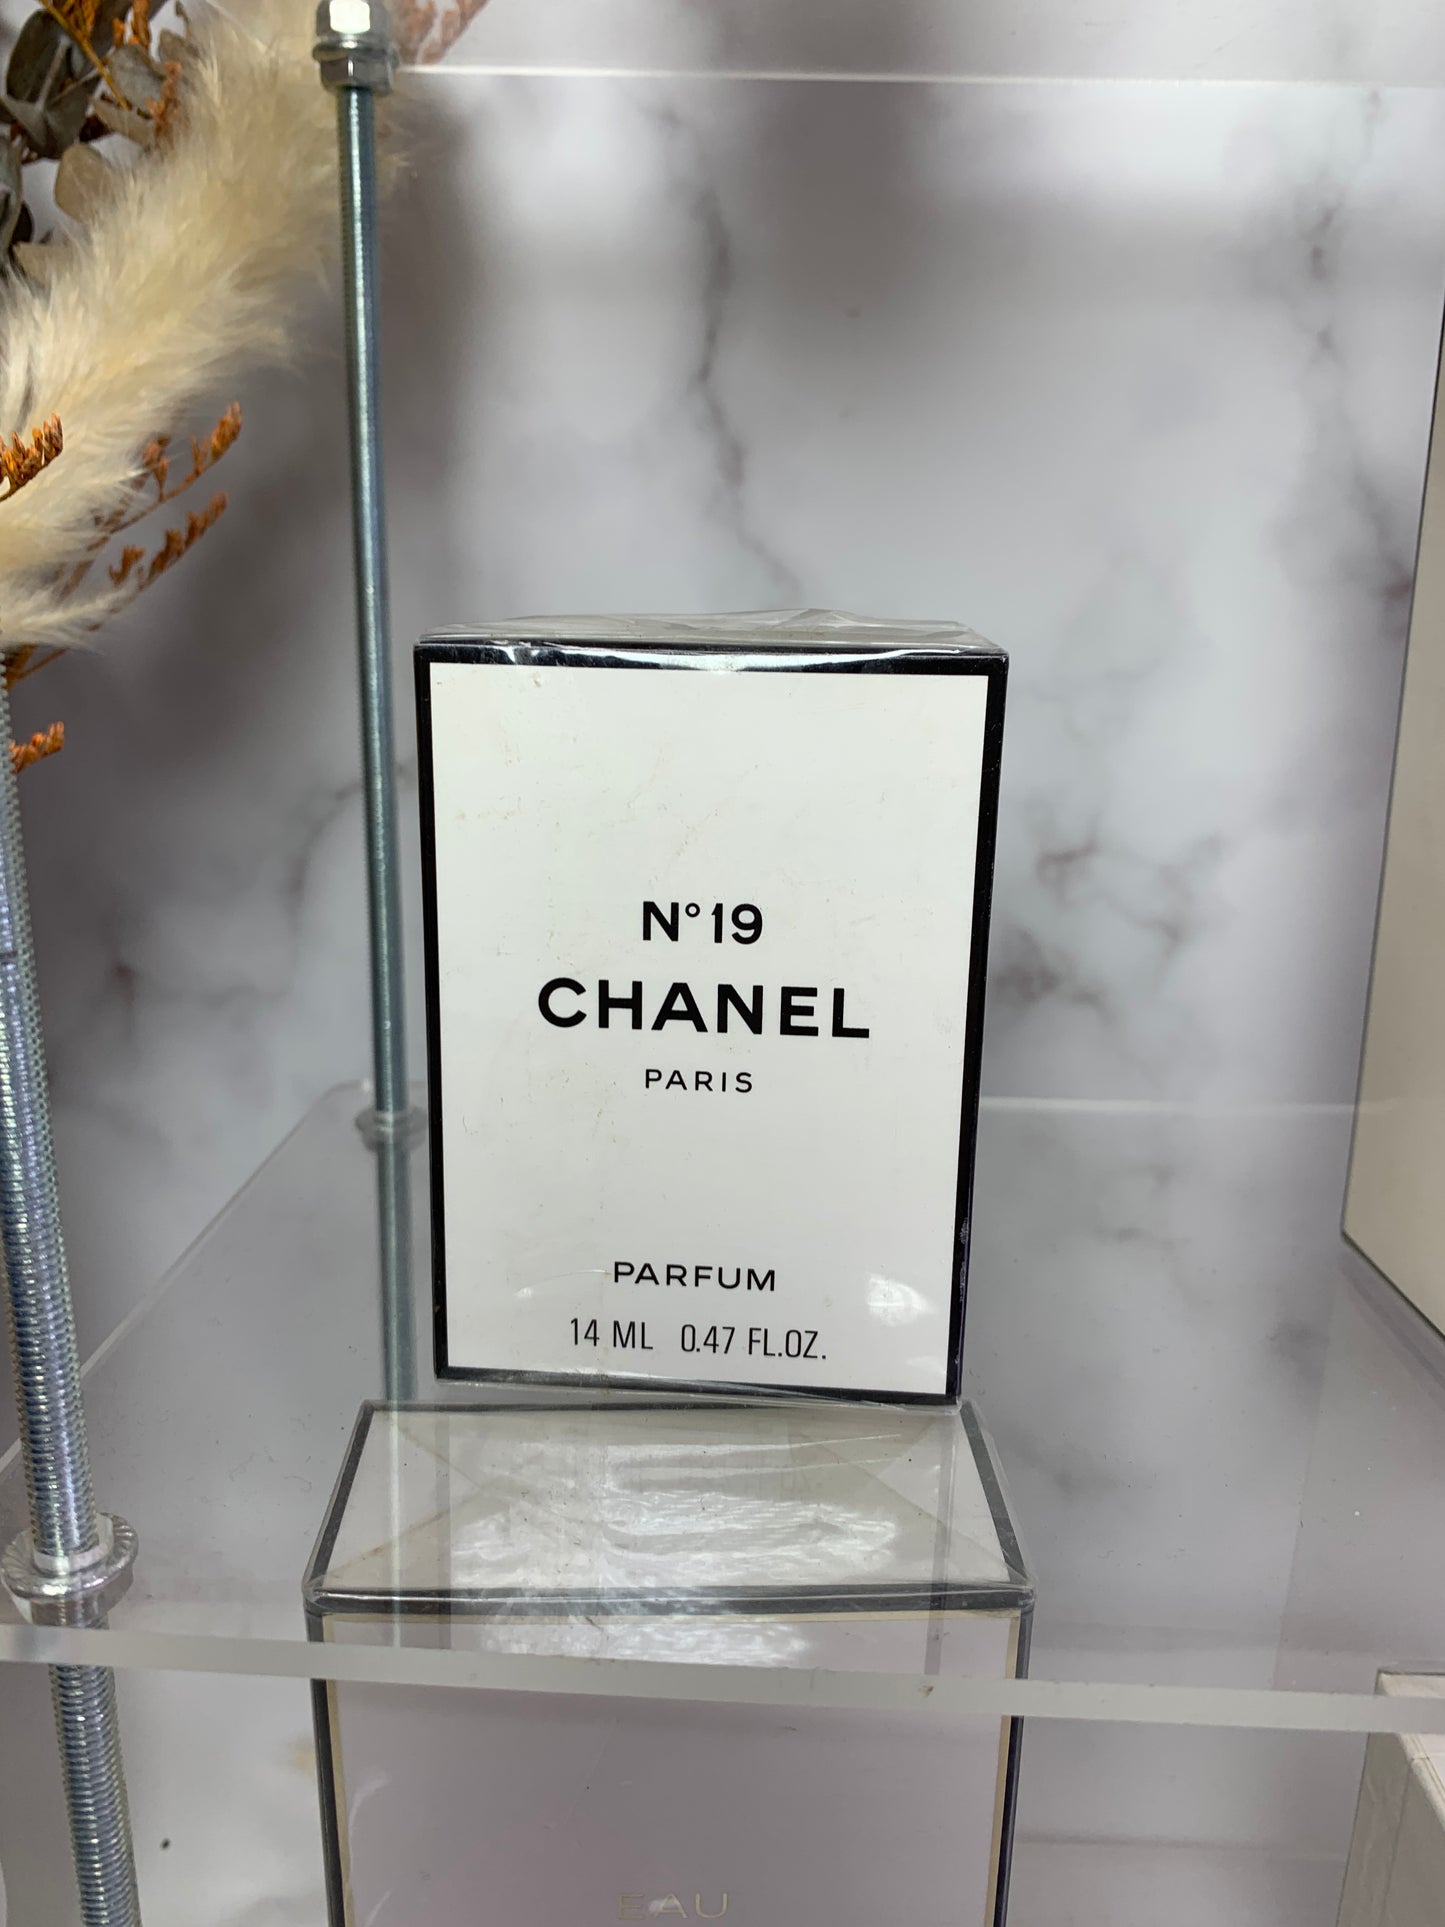 N°19
CHANEL
PARIS
PARFUM
14 ML 0.47 FL.OZ.
EAU